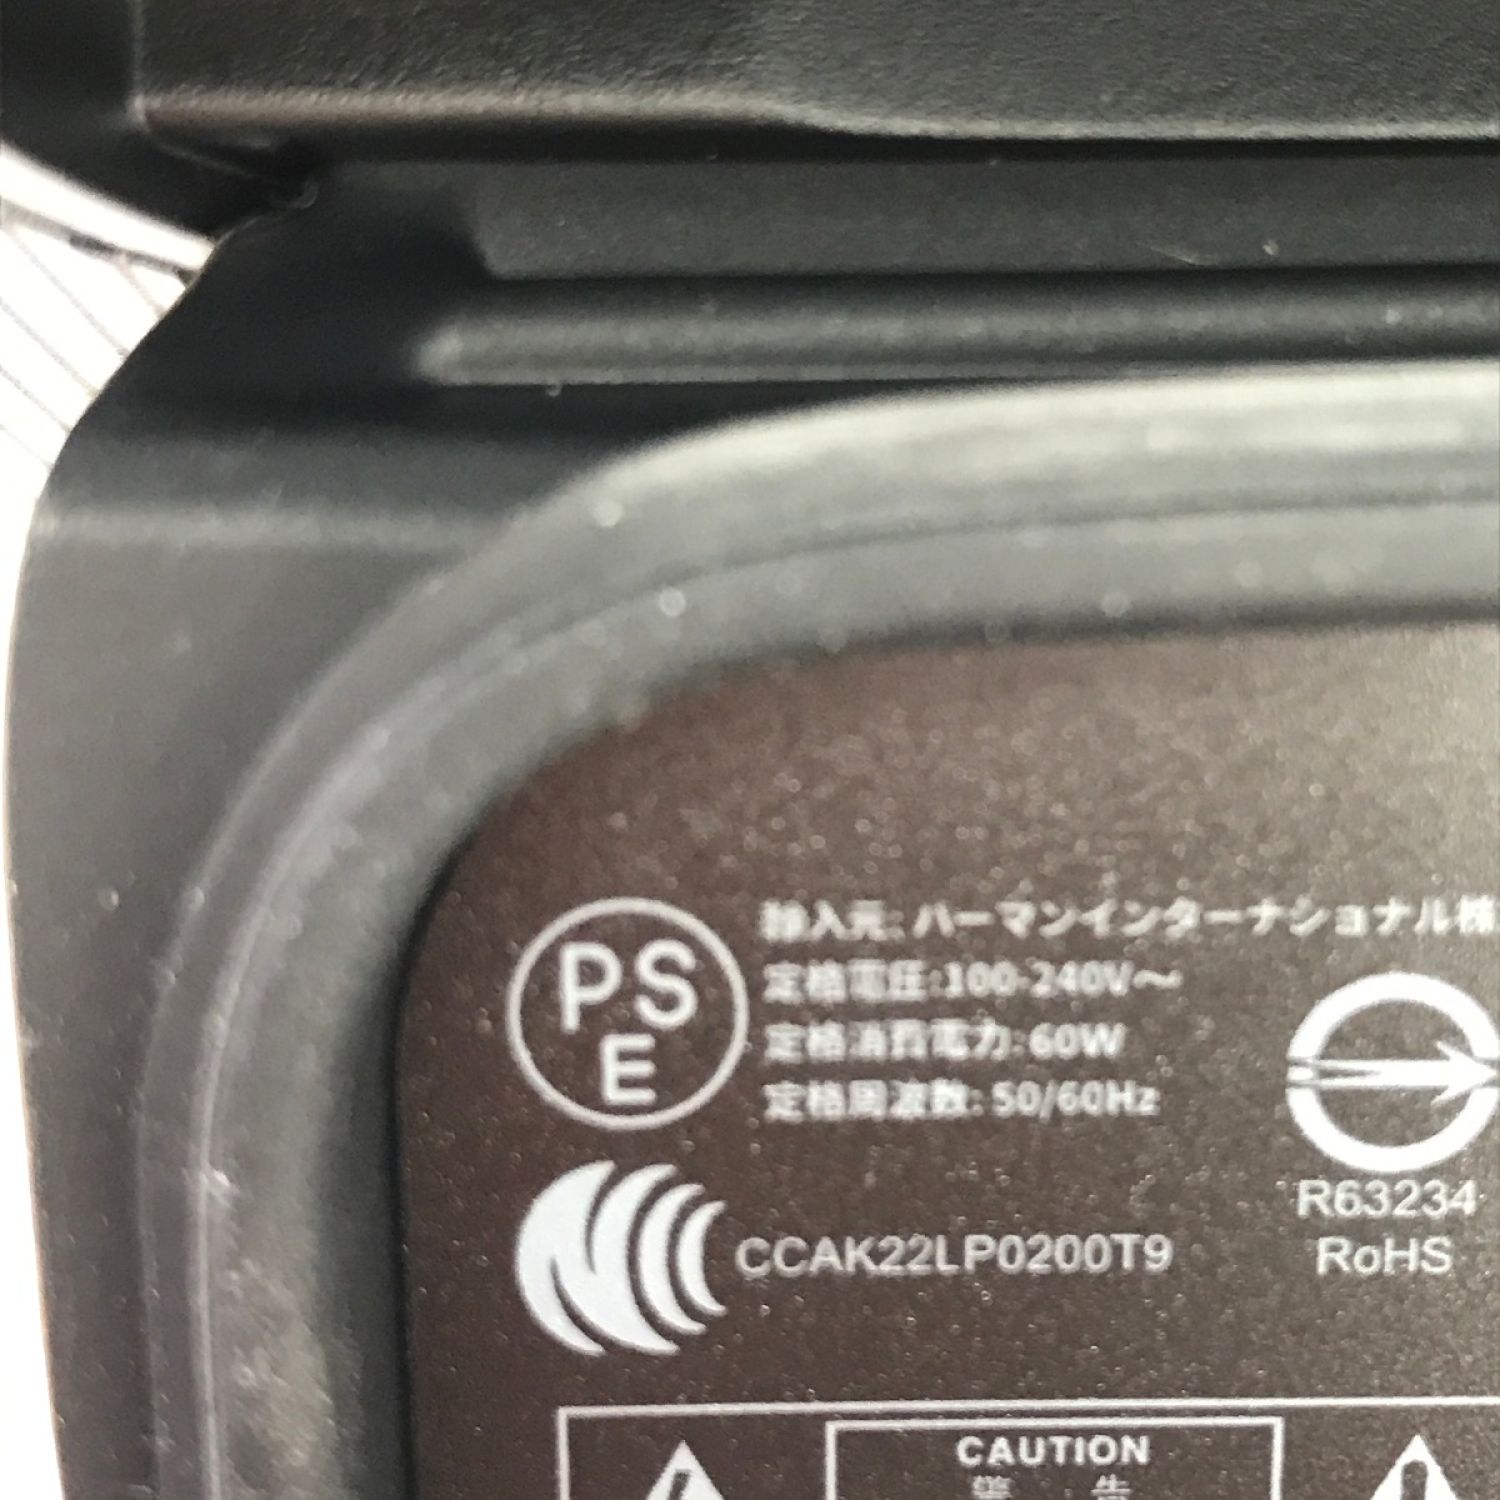 PS
E
輸入元: ハーマンインターナショナル株
定格電圧:100-240V～
定格消費電力: 60W
定格周波数: 50/60Hz
R63234
RoHS
CCAK22LP0200T9
CAUTION
警 告